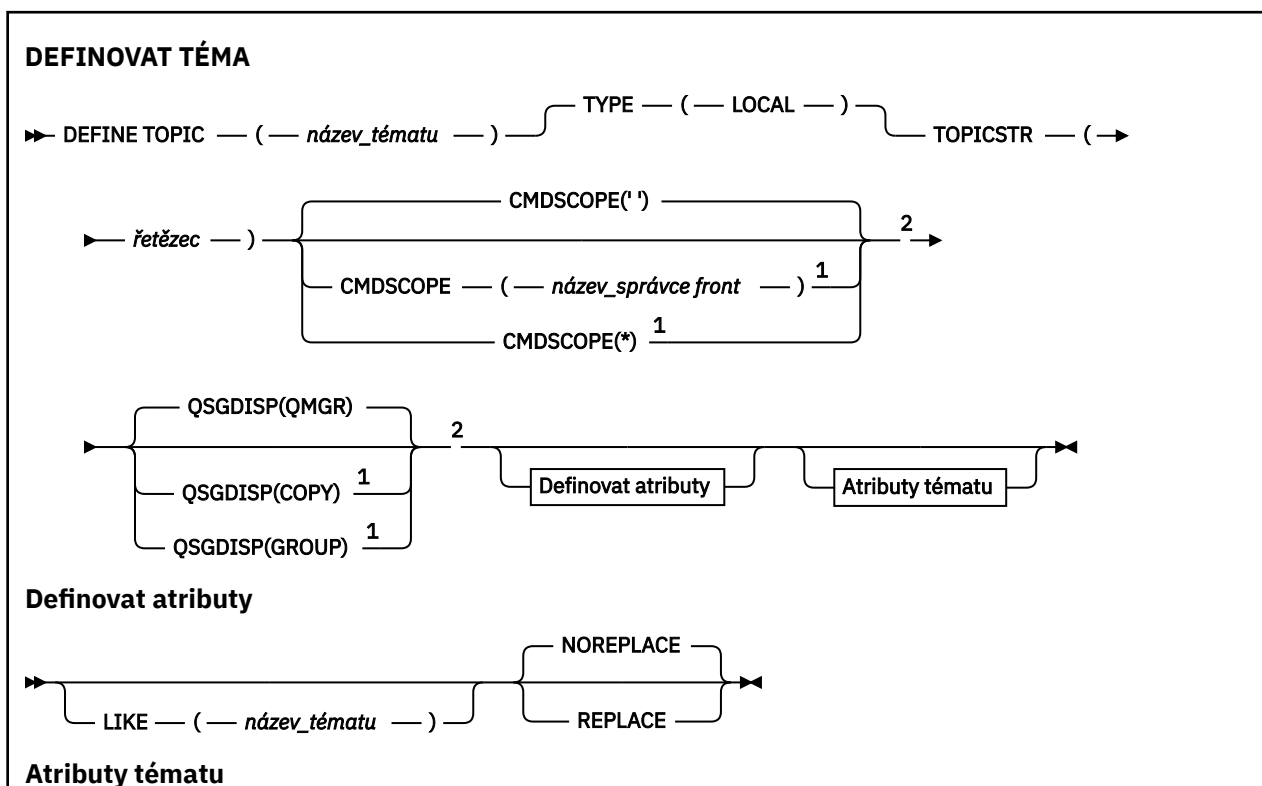 DEFINOVAT TÉMA
TYPE ( LOCAL )
DEFINE TOPIC ( název_tématu ) TOPICSTR (
CMDSCOPE(' ')
řetězec ) 2
CMDSCOPE ( název_správce front ) 1
CMDSCOPE(*) 1
QSGDISP(QMGR)
2
QSGDISP(COPY) 1 Definovat atributy Atributy tématu
QSGDISP(GROUP) 1
Definovat atributy
NOREPLACE
LIKE ( název_tématu ) REPLACE
Atributy tématu